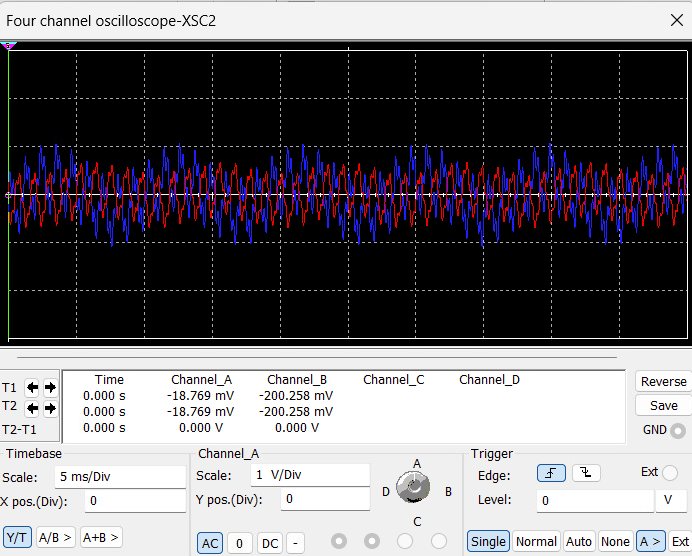 Four channel oscilloscope-XSC2
Time Channel_A Channel_B Channel_C Channel_D
T1 0.000 s -18.769 mV -200.258 mV
T2 0.000 s -18.769 mV -200.258 mV
T2-T1 0.000 s 0.000 V 0.000 V
Reverse
Save
GND
Timebase
Scale: 5 ms/Div
X pos.(Div): 0
Y/T A/B > A+B >
Channel_A
Scale: 1 V/Div
Y pos.(Div): 0
AC 0 DC -
A
D B
C
Trigger
Edge: Ext
Level: 0 V
Single Normal Auto None A > Ext